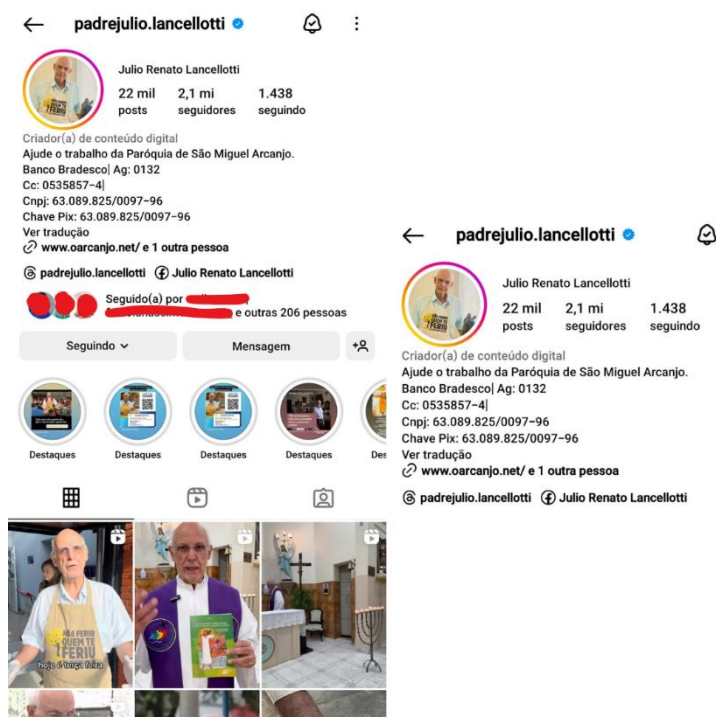 padrejulio.lancellotti
Julio Renato Lancellotti
22 mil 2,1 mi 1.438
posts seguidores seguindo
Criador(a) de conteúdo digital
Ajude o trabalho da Paróquia de São Miguel Arcanjo.
Banco Bradesco| Ag: 0132
Cc: 0535857-4|
Cnpj: 63.089.825/0097-96
Chave Pix: 63.089.825/0097-96
Ver tradução
www.oarcanjo.net/ e 1 outra pessoa
padrejulio.lancellotti Julio Renato Lancellotti
Seguido(a) por
e outras 206 pessoas
Seguindo Mensagem
Destaques Destaques Destaques Destaques Des
NÃO FERIR
QUEM TE
FERIU
hoje é terça feira
padrejulio.lancellotti
Julio Renato Lancellotti
22 mil 2,1 mi 1.438
posts seguidores seguindo
Criador(a) de conteúdo digital
Ajude o trabalho da Paróquia de São Miguel Arcanjo.
Banco Bradesco| Ag: 0132
Cc: 0535857-4|
Cnpj: 63.089.825/0097-96
Chave Pix: 63.089.825/0097-96
Ver tradução
www.oarcanjo.net/ e 1 outra pessoa
padrejulio.lancellotti Julio Renato Lancellotti